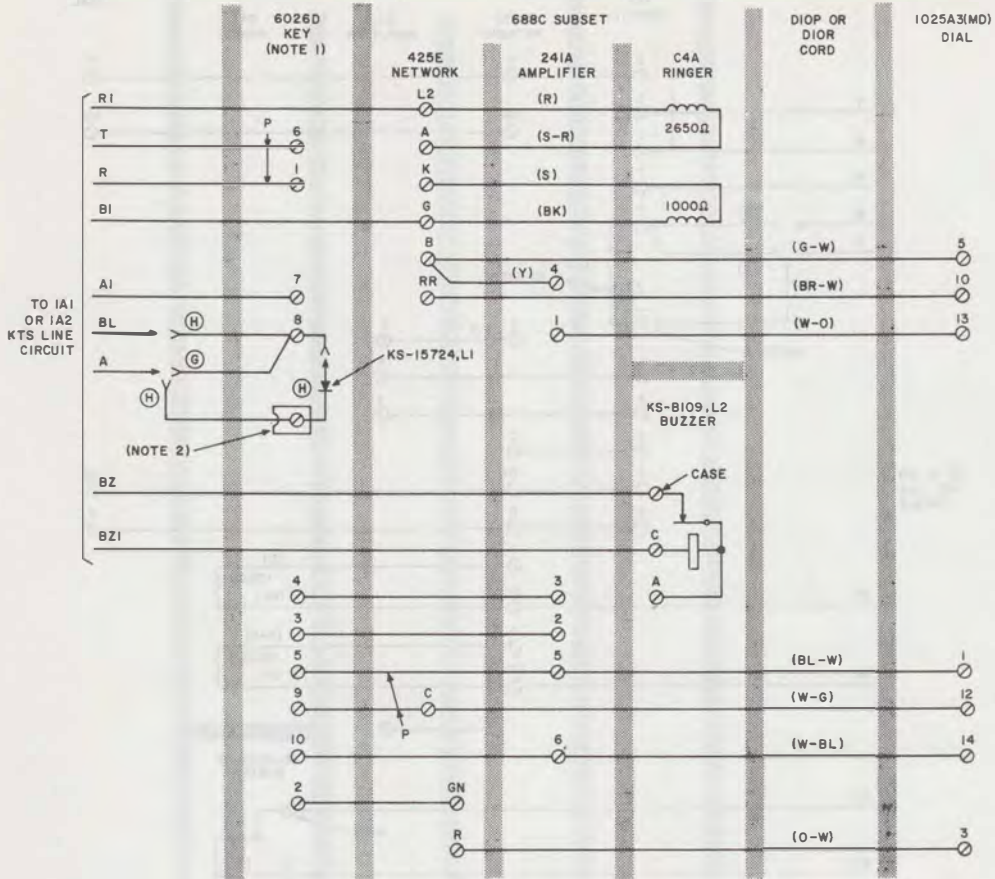 6026D
KEY
(NOTE 1)
688C SUBSET
425E
NETWORK
241A
AMPLIFIER
C4A
RINGER
DIOP OR
DIOR
CORD
1025A3(MD)
DIAL
R1 L2 (R)
2650Ω
T P 6 A (S-R)
R 1 K (S)
1000Ω
B1 G (BK)
B (G-W) 5
(Y) 4
A1 7 RR (BR-W) 10
TO 1A1
OR 1A2
KTS LINE
CIRCUIT
BL H 8 1 (W-O) 13
KS-15724, L1
A G
H H
(NOTE 2)
KS-8109, L2
BUZZER
CASE
BZ
BZ1 C
4 3 A
3 2
5 5 (BL-W) 1
9 C (W-G) 12
P
10 6 (W-BL) 14
2 GN
R (O-W) 3